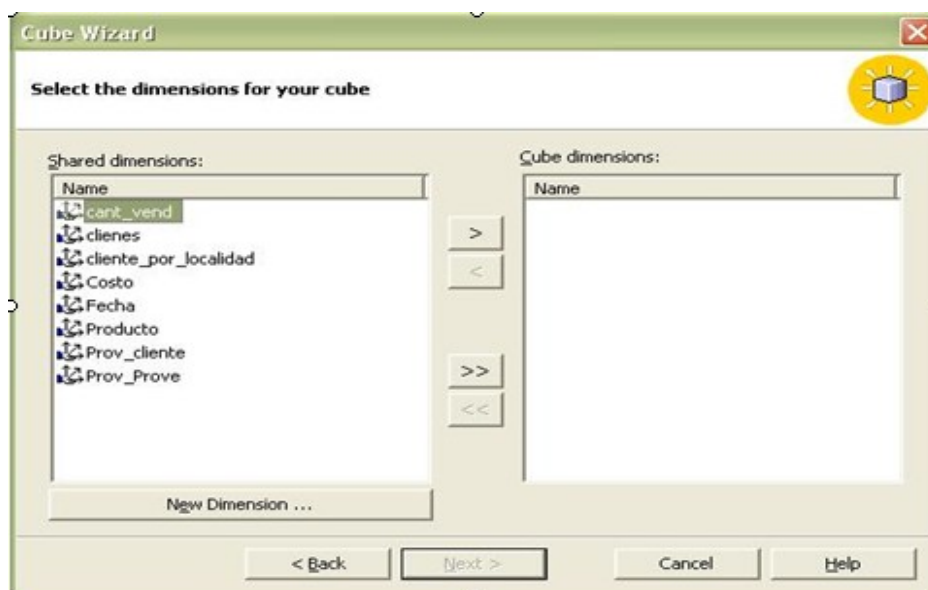 Cube Wizard
Select the dimensions for your cube
Shared dimensions:
Name
cant_vend
clienes
cliente_por_localidad
Costo
Fecha
Producto
Prov_cliente
Prov_Prove
New Dimension ...
>
<
>>
<<
Cube dimensions:
Name
< Back
Next >
Cancel
Help